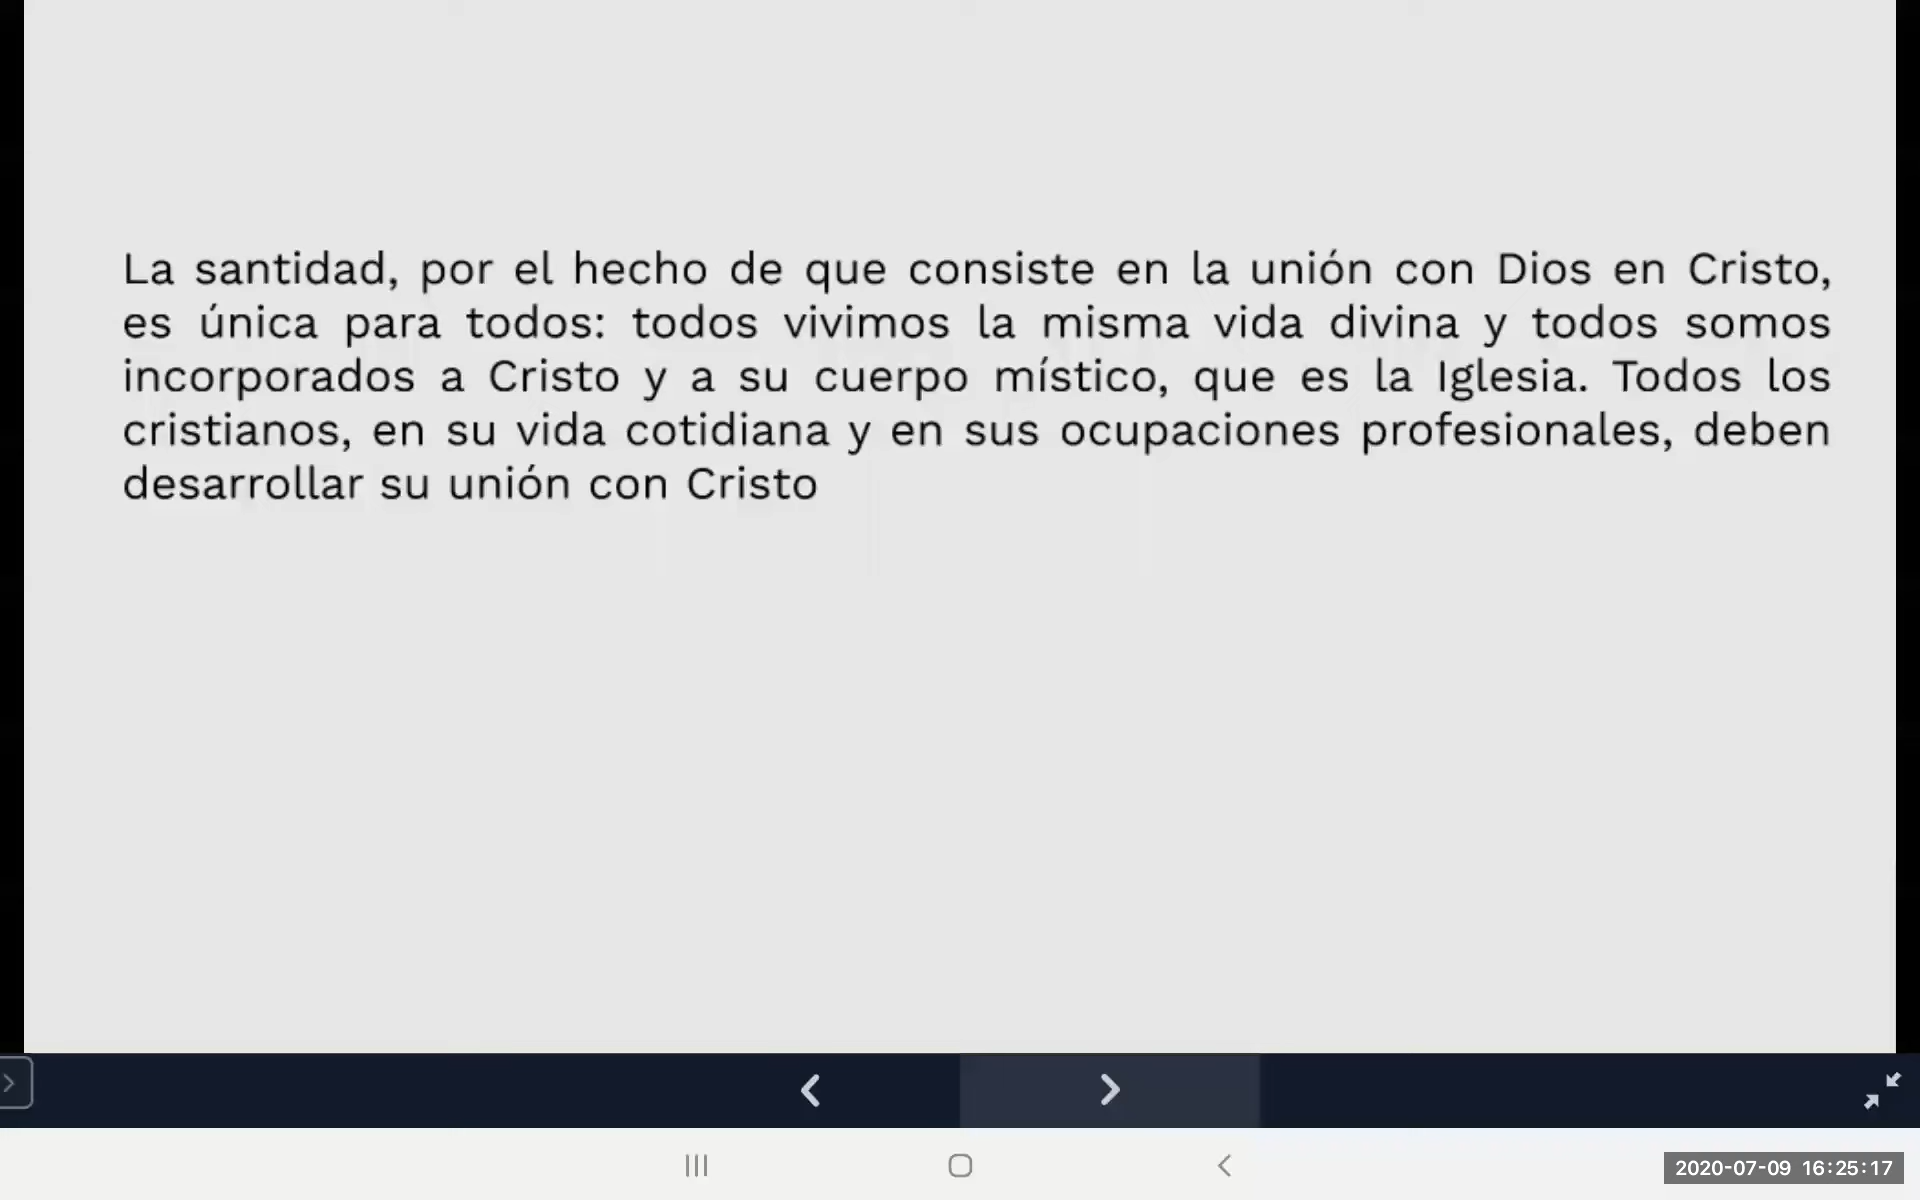 La santidad, por el hecho de que consiste en la unión con Dios en Cristo,
es única para todos: todos vivimos la misma vida divina y todos somos
incorporados a Cristo y a su cuerpo místico, que es la Iglesia. Todos los
cristianos, en su vida cotidiana y en sus ocupaciones profesionales, deben
desarrollar su unión con Cristo
2020-07-09 16:25:17